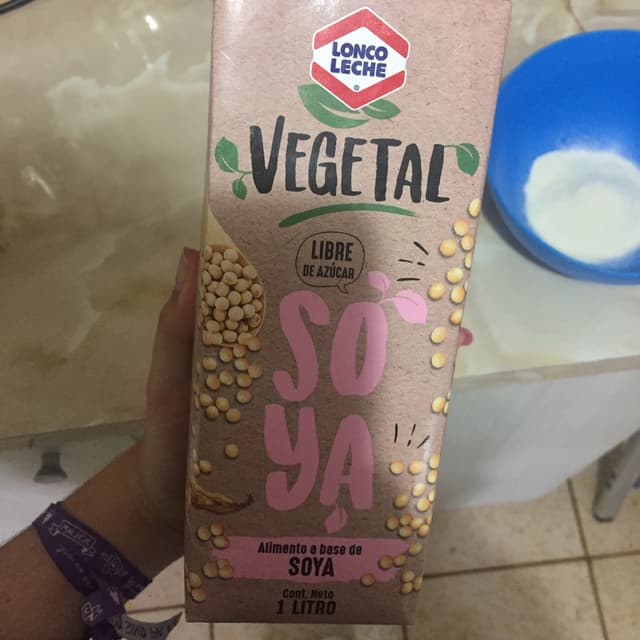 LONCO
LECHE
®
VEGETAL
LIBRE
DE AZÚCAR
SO
YA
Alimento a base de
SOYA
Cont. Neto
1 LITRO